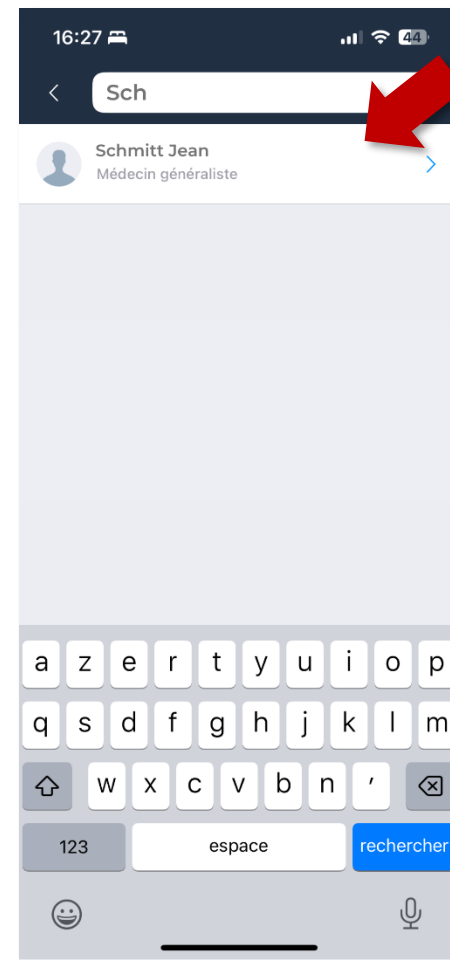 16:27
44
Sch
Schmitt Jean
Médecin généraliste
a z e r t y u i o p
q s d f g h j k l m
w x c v b n ′
123 espace rechercher